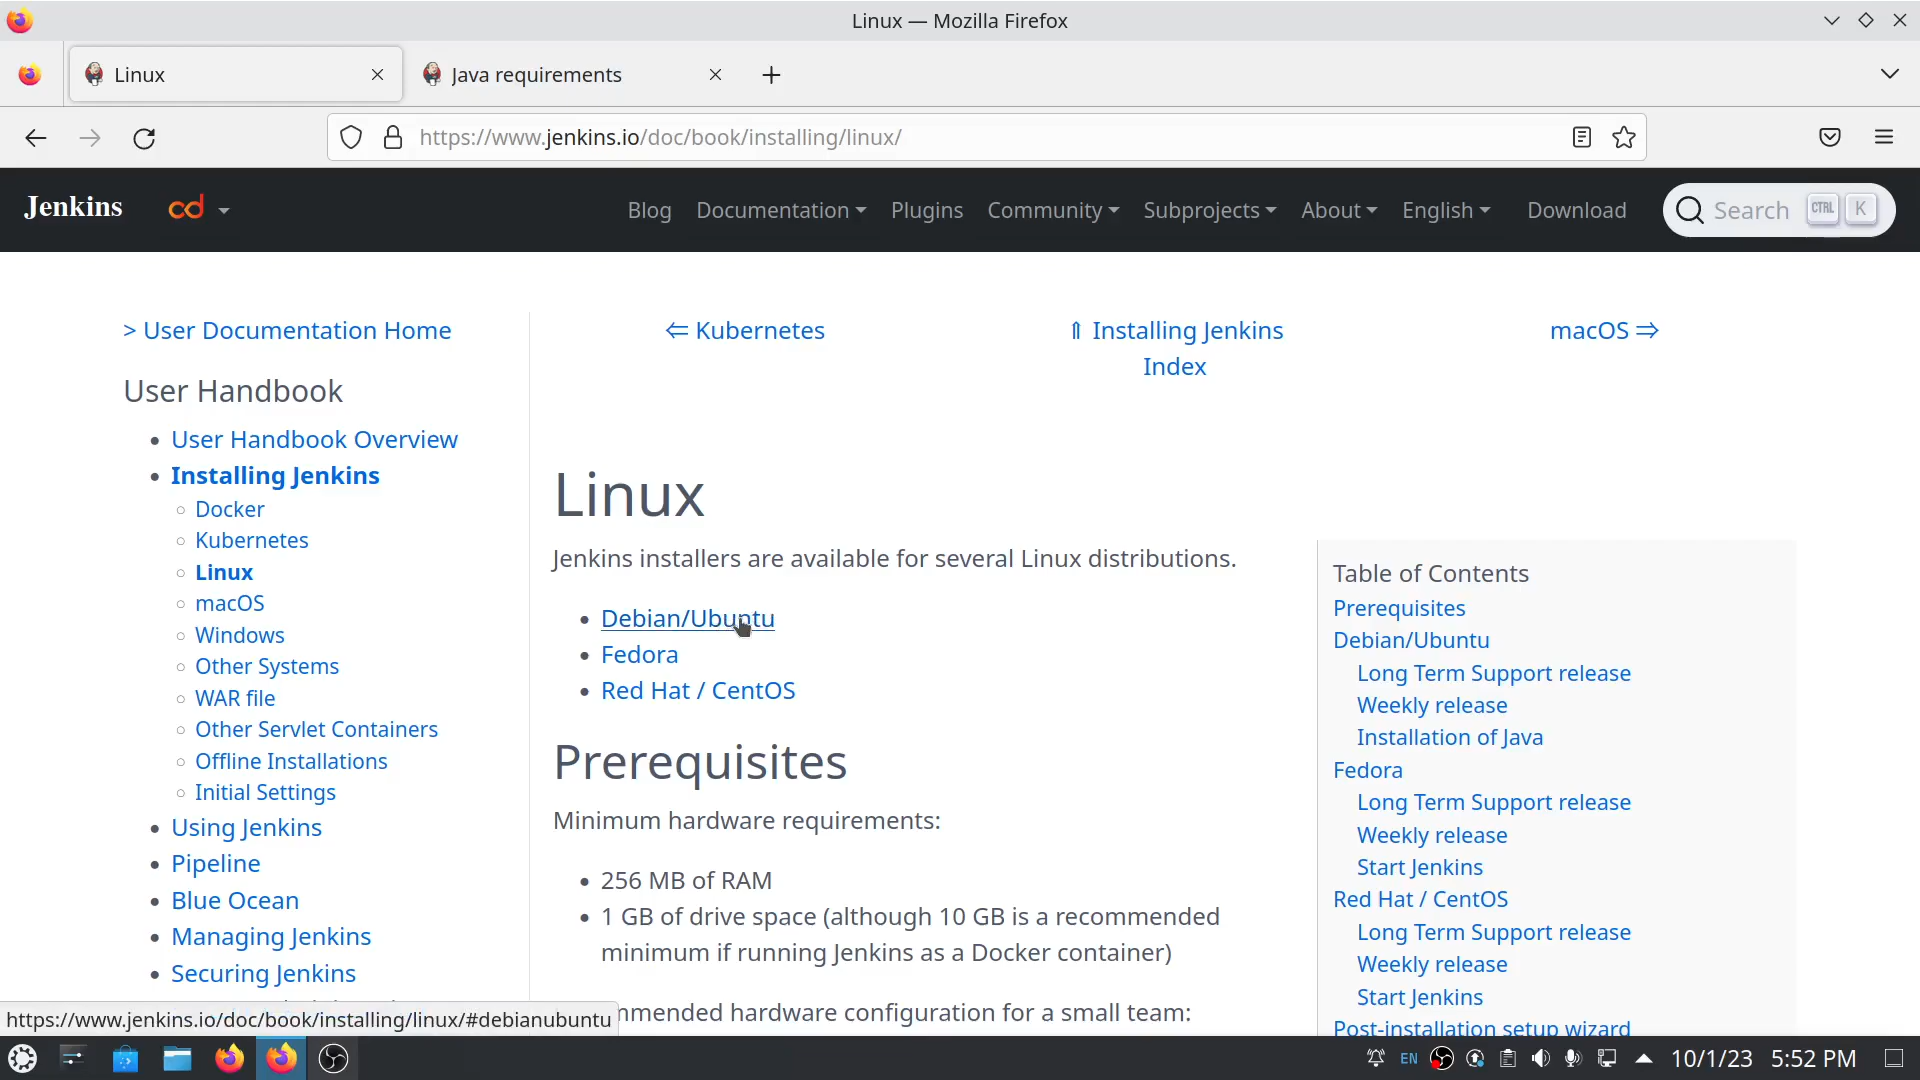 Linux — Mozilla Firefox
Linux
Java requirements
https://www.jenkins.io/doc/book/installing/linux/
Jenkins
cd
Blog
Documentation
Plugins
Community
Subprojects
About
English
Download
Search
CTRL
K
> User Documentation Home
⇐ Kubernetes
⇑ Installing Jenkins
Index
macOS ⇒
User Handbook
User Handbook Overview
Installing Jenkins
Docker
Kubernetes
Linux
macOS
Windows
Other Systems
WAR file
Other Servlet Containers
Offline Installations
Initial Settings
Using Jenkins
Pipeline
Blue Ocean
Managing Jenkins
Securing Jenkins
Linux
Jenkins installers are available for several Linux distributions.
Debian/Ubuntu
Fedora
Red Hat / CentOS
Prerequisites
Minimum hardware requirements:
256 MB of RAM
1 GB of drive space (although 10 GB is a recommended
minimum if running Jenkins as a Docker container)
mmended hardware configuration for a small team:
Table of Contents
Prerequisites
Debian/Ubuntu
Long Term Support release
Weekly release
Installation of Java
Fedora
Long Term Support release
Weekly release
Start Jenkins
Red Hat / CentOS
Long Term Support release
Weekly release
Start Jenkins
Post-installation setup wizard
https://www.jenkins.io/doc/book/installing/linux/#debianubuntu
EN
10/1/23
5:52 PM